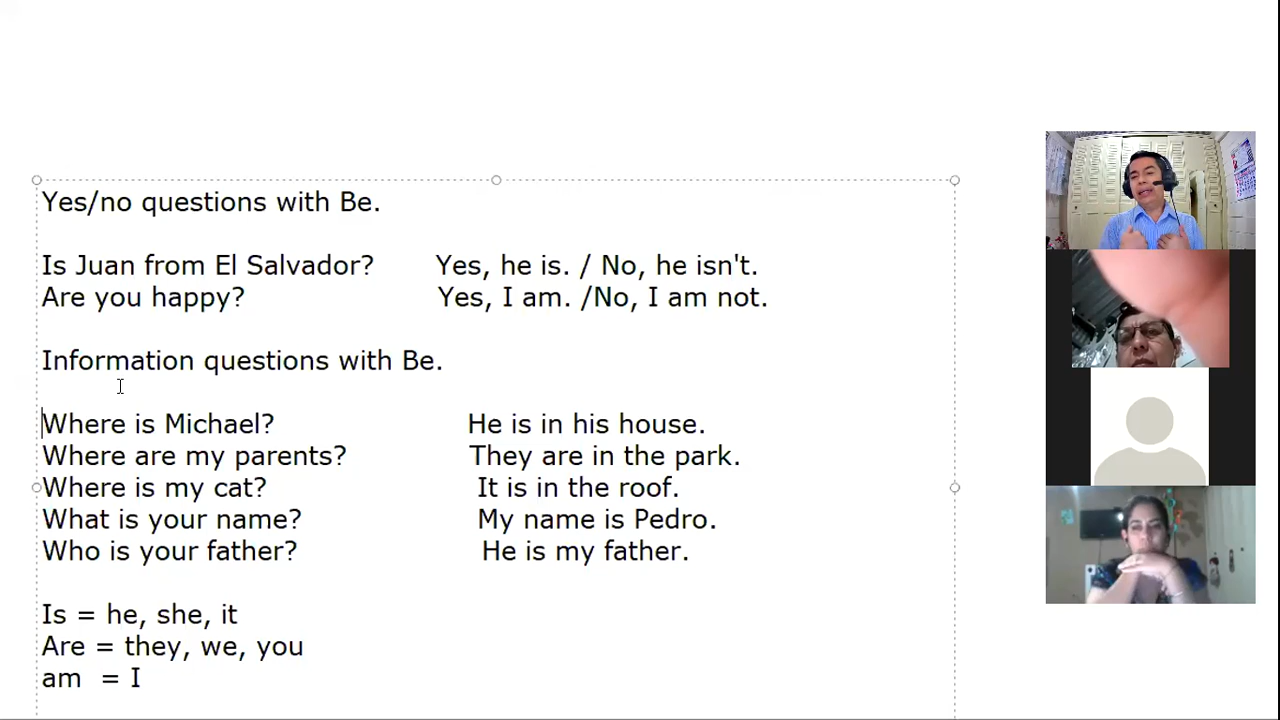 Yes/no questions with Be.
Is Juan from El Salvador? Yes, he is. / No, he isn't.
Are you happy? Yes, I am. /No, I am not.
Information questions with Be.
Where is Michael? He is in his house.
Where are my parents? They are in the park.
Where is my cat? It is in the roof.
What is your name? My name is Pedro.
Who is your father? He is my father.
Is = he, she, it
Are = they, we, you
am = I